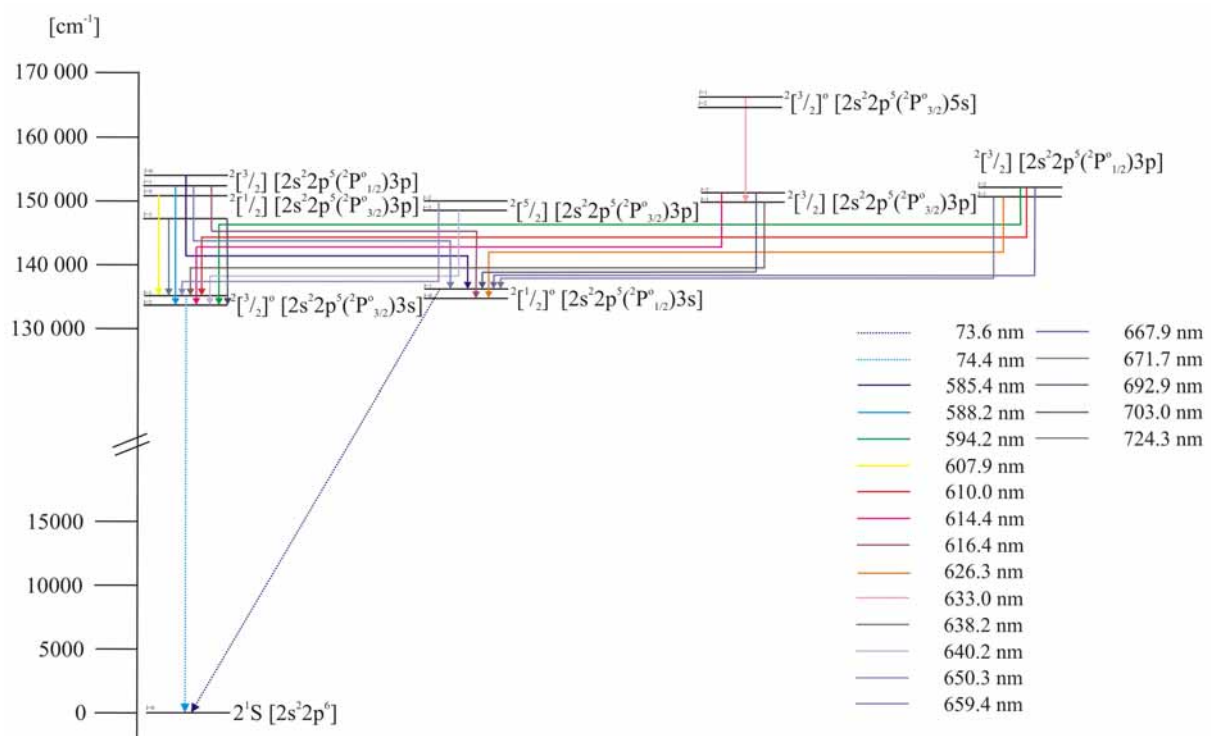 [cm⁻¹]
170 000
160 000
150 000
140 000
130 000
15000
10000
5000
0
²[³/₂]° [2s²2p⁵(²P°₃/₂)5s]
²[³/₂] [2s²2p⁵(²P°₁/₂)3p]
²[³/₂] [2s²2p⁵(²P°₁/₂)3p]
²[¹/₂] [2s²2p⁵(²P°₃/₂)3p]
²[⁵/₂] [2s²2p⁵(²P°₃/₂)3p]
²[³/₂] [2s²2p⁵(²P°₃/₂)3p]
²[³/₂]° [2s²2p⁵(²P°₃/₂)3s]
²[¹/₂]° [2s²2p⁵(²P°₁/₂)3s]
2¹S [2s²2p⁶]
73.6 nm
74.4 nm
585.4 nm
588.2 nm
594.2 nm
607.9 nm
610.0 nm
614.4 nm
616.4 nm
626.3 nm
633.0 nm
638.2 nm
640.2 nm
650.3 nm
659.4 nm
667.9 nm
671.7 nm
692.9 nm
703.0 nm
724.3 nm